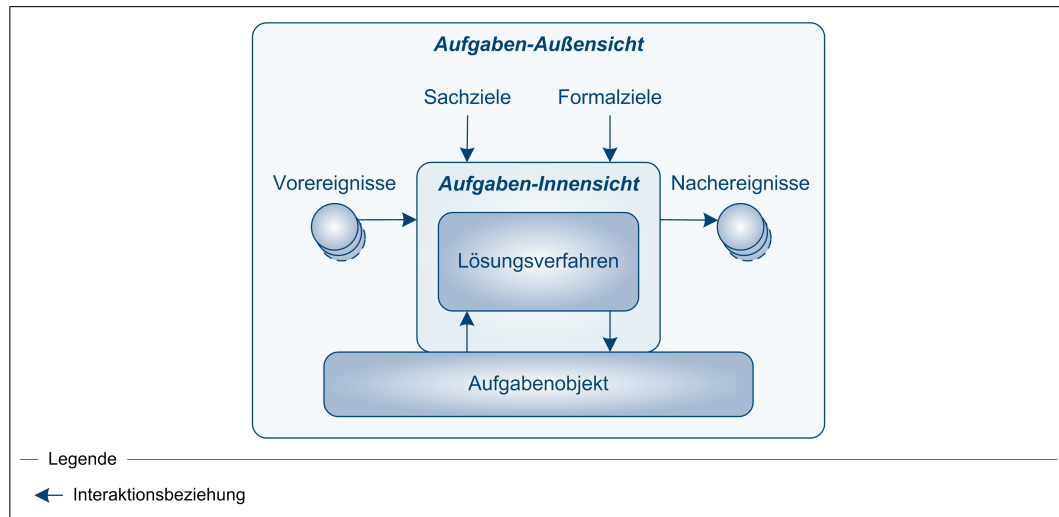 Aufgaben-Außensicht
Sachziele
Formalziele
Vorereignisse
Aufgaben-Innensicht
Nachereignisse
Lösungsverfahren
Aufgabenobjekt
Legende
Interaktionsbeziehung